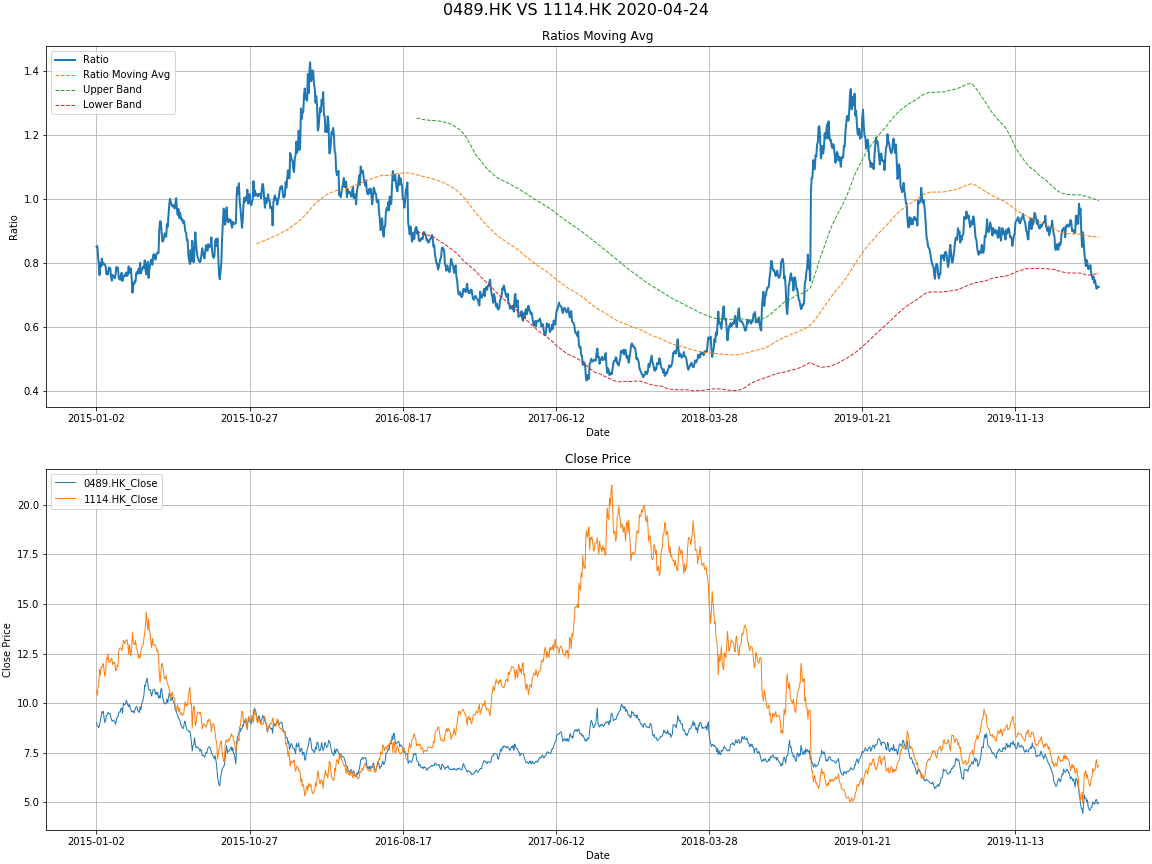 0489.HK VS 1114.HK 2020-04-24
Ratios Moving Avg
Ratio
Ratio Moving Avg
Upper Band
Lower Band
1.4
1.2
1.0
0.8
0.6
0.4
Ratio
2015-01-02 2015-10-27 2016-08-17 2017-06-12 2018-03-28 2019-01-21 2019-11-13
Date
Close Price
0489.HK_Close
1114.HK_Close
20.0
17.5
15.0
12.5
10.0
7.5
5.0
Close Price
2015-01-02 2015-10-27 2016-08-17 2017-06-12 2018-03-28 2019-01-21 2019-11-13
Date